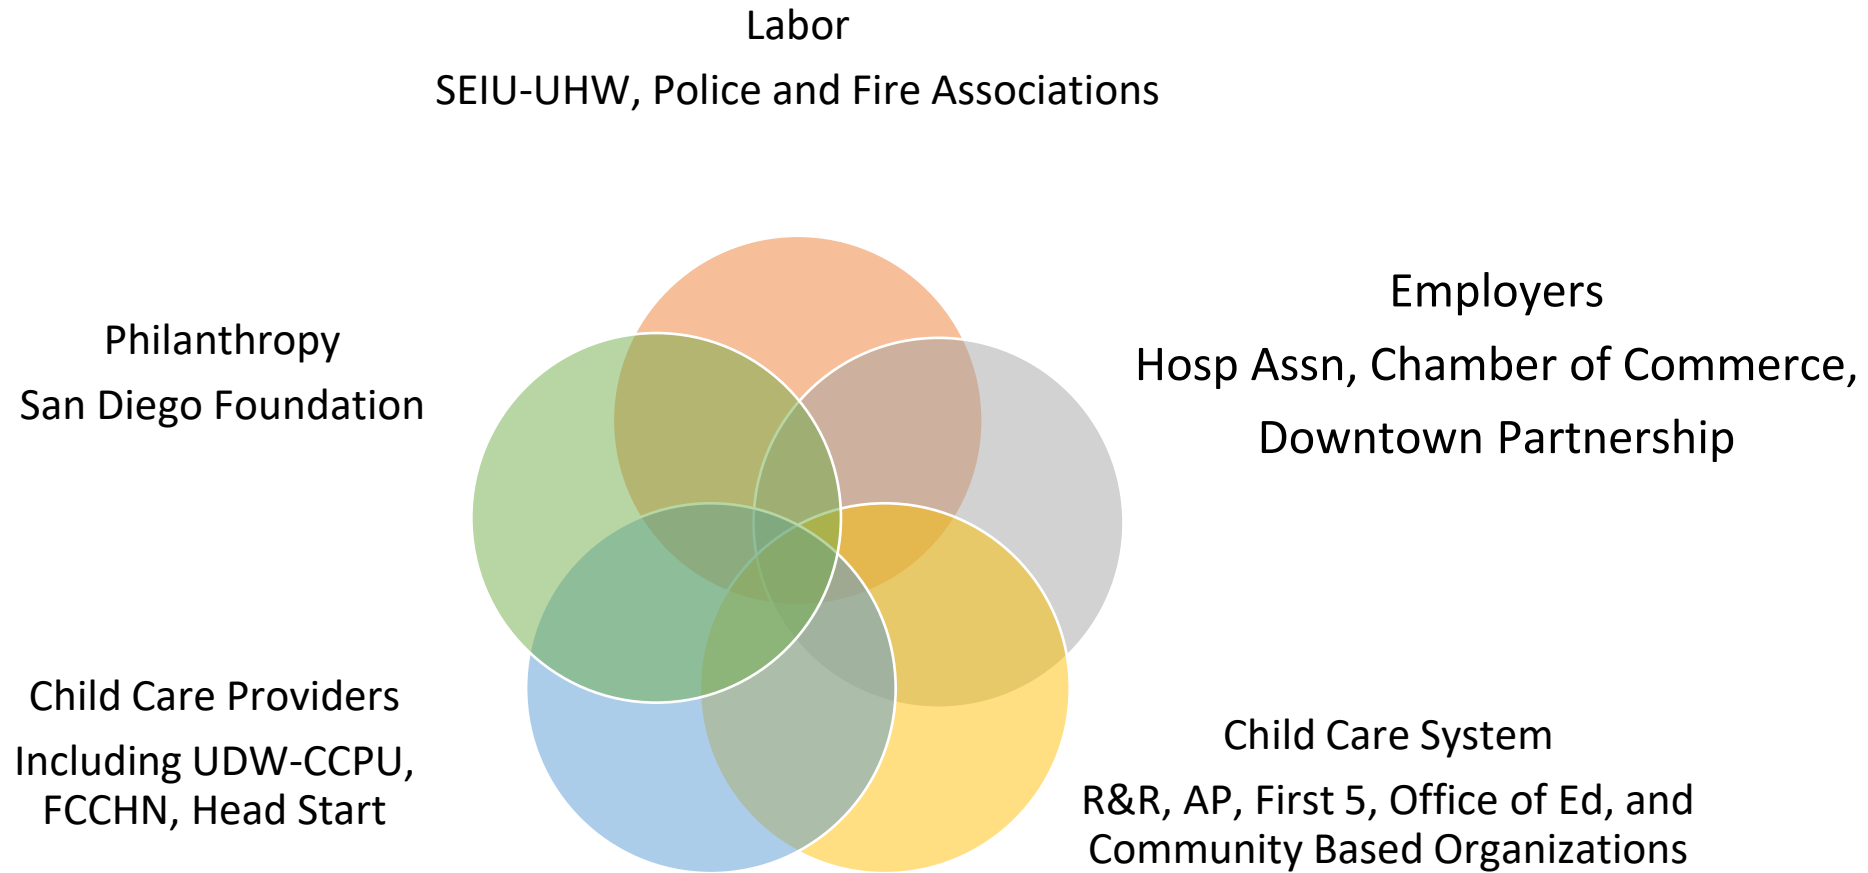 Labor
SEIU-UHW, Police and Fire Associations
Employers
Hosp Assn, Chamber of Commerce,
Downtown Partnership
Philanthropy
San Diego Foundation
Child Care Providers
Including UDW-CCPU,
FCCHN, Head Start
Child Care System
R&R, AP, First 5, Office of Ed, and
Community Based Organizations